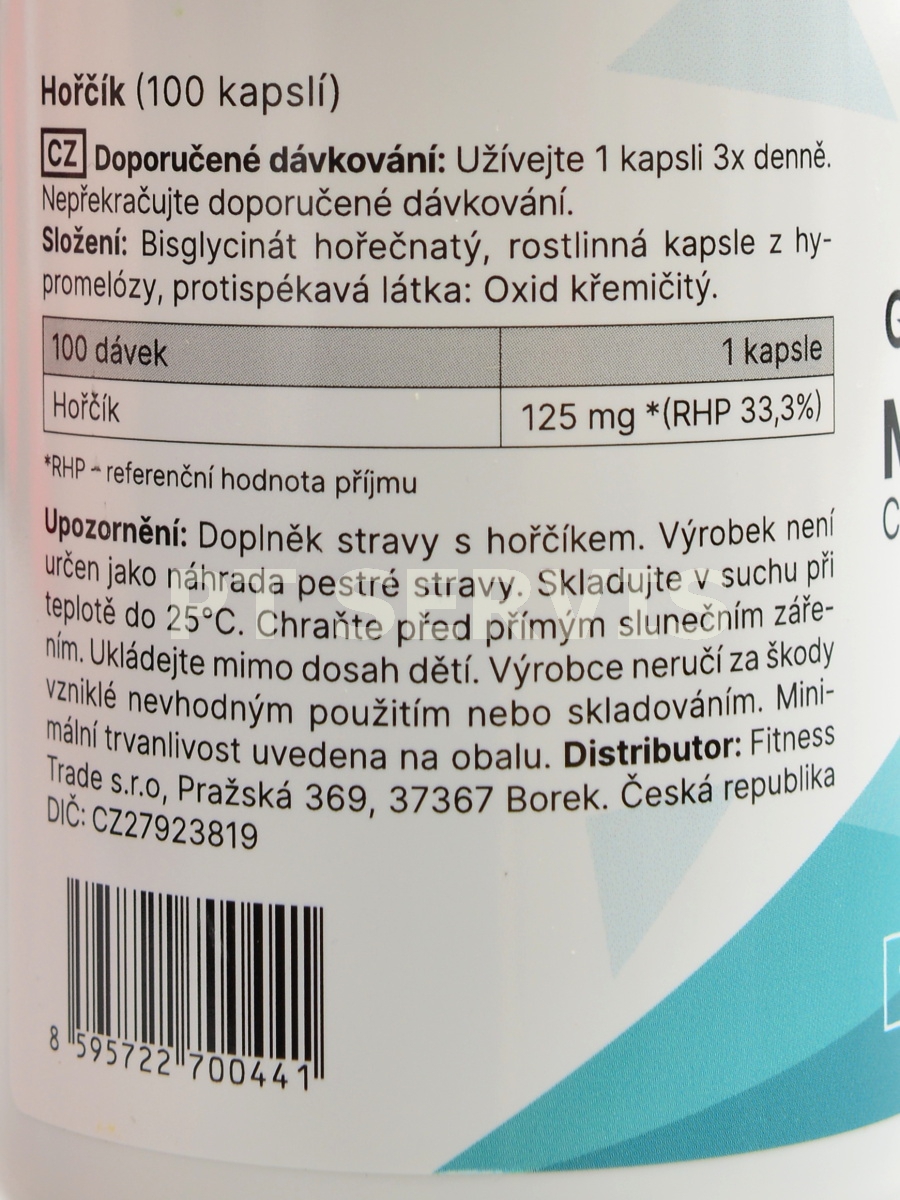 Hořčík (100 kapslí)
CZ Doporučené dávkování: Užívejte 1 kapsli 3x denně.
Nepřekračujte doporučené dávkování.
Složení: Bisglycinát hořečnatý, rostlinná kapsle z hy-
promelózy, protispékavá látka: Oxid křemičitý.
100 dávek 1 kapsle
Hořčík 125 mg *(RHP 33,3%)
*RHP - referenční hodnota příjmu
Upozornění: Doplněk stravy s hořčíkem. Výrobek není
určen jako náhrada pestré stravy. Skladujte v suchu při
teplotě do 25°C. Chraňte před přímým slunečním záře-
ním. Ukládejte mimo dosah dětí. Výrobce neručí za škody
vzniklé nevhodným použitím nebo skladováním. Mini-
mální trvanlivost uvedena na obalu. Distributor: Fitness
Trade s.r.o, Pražská 369, 37367 Borek. Česká republika
DIČ: CZ27923819
8 595722 700441